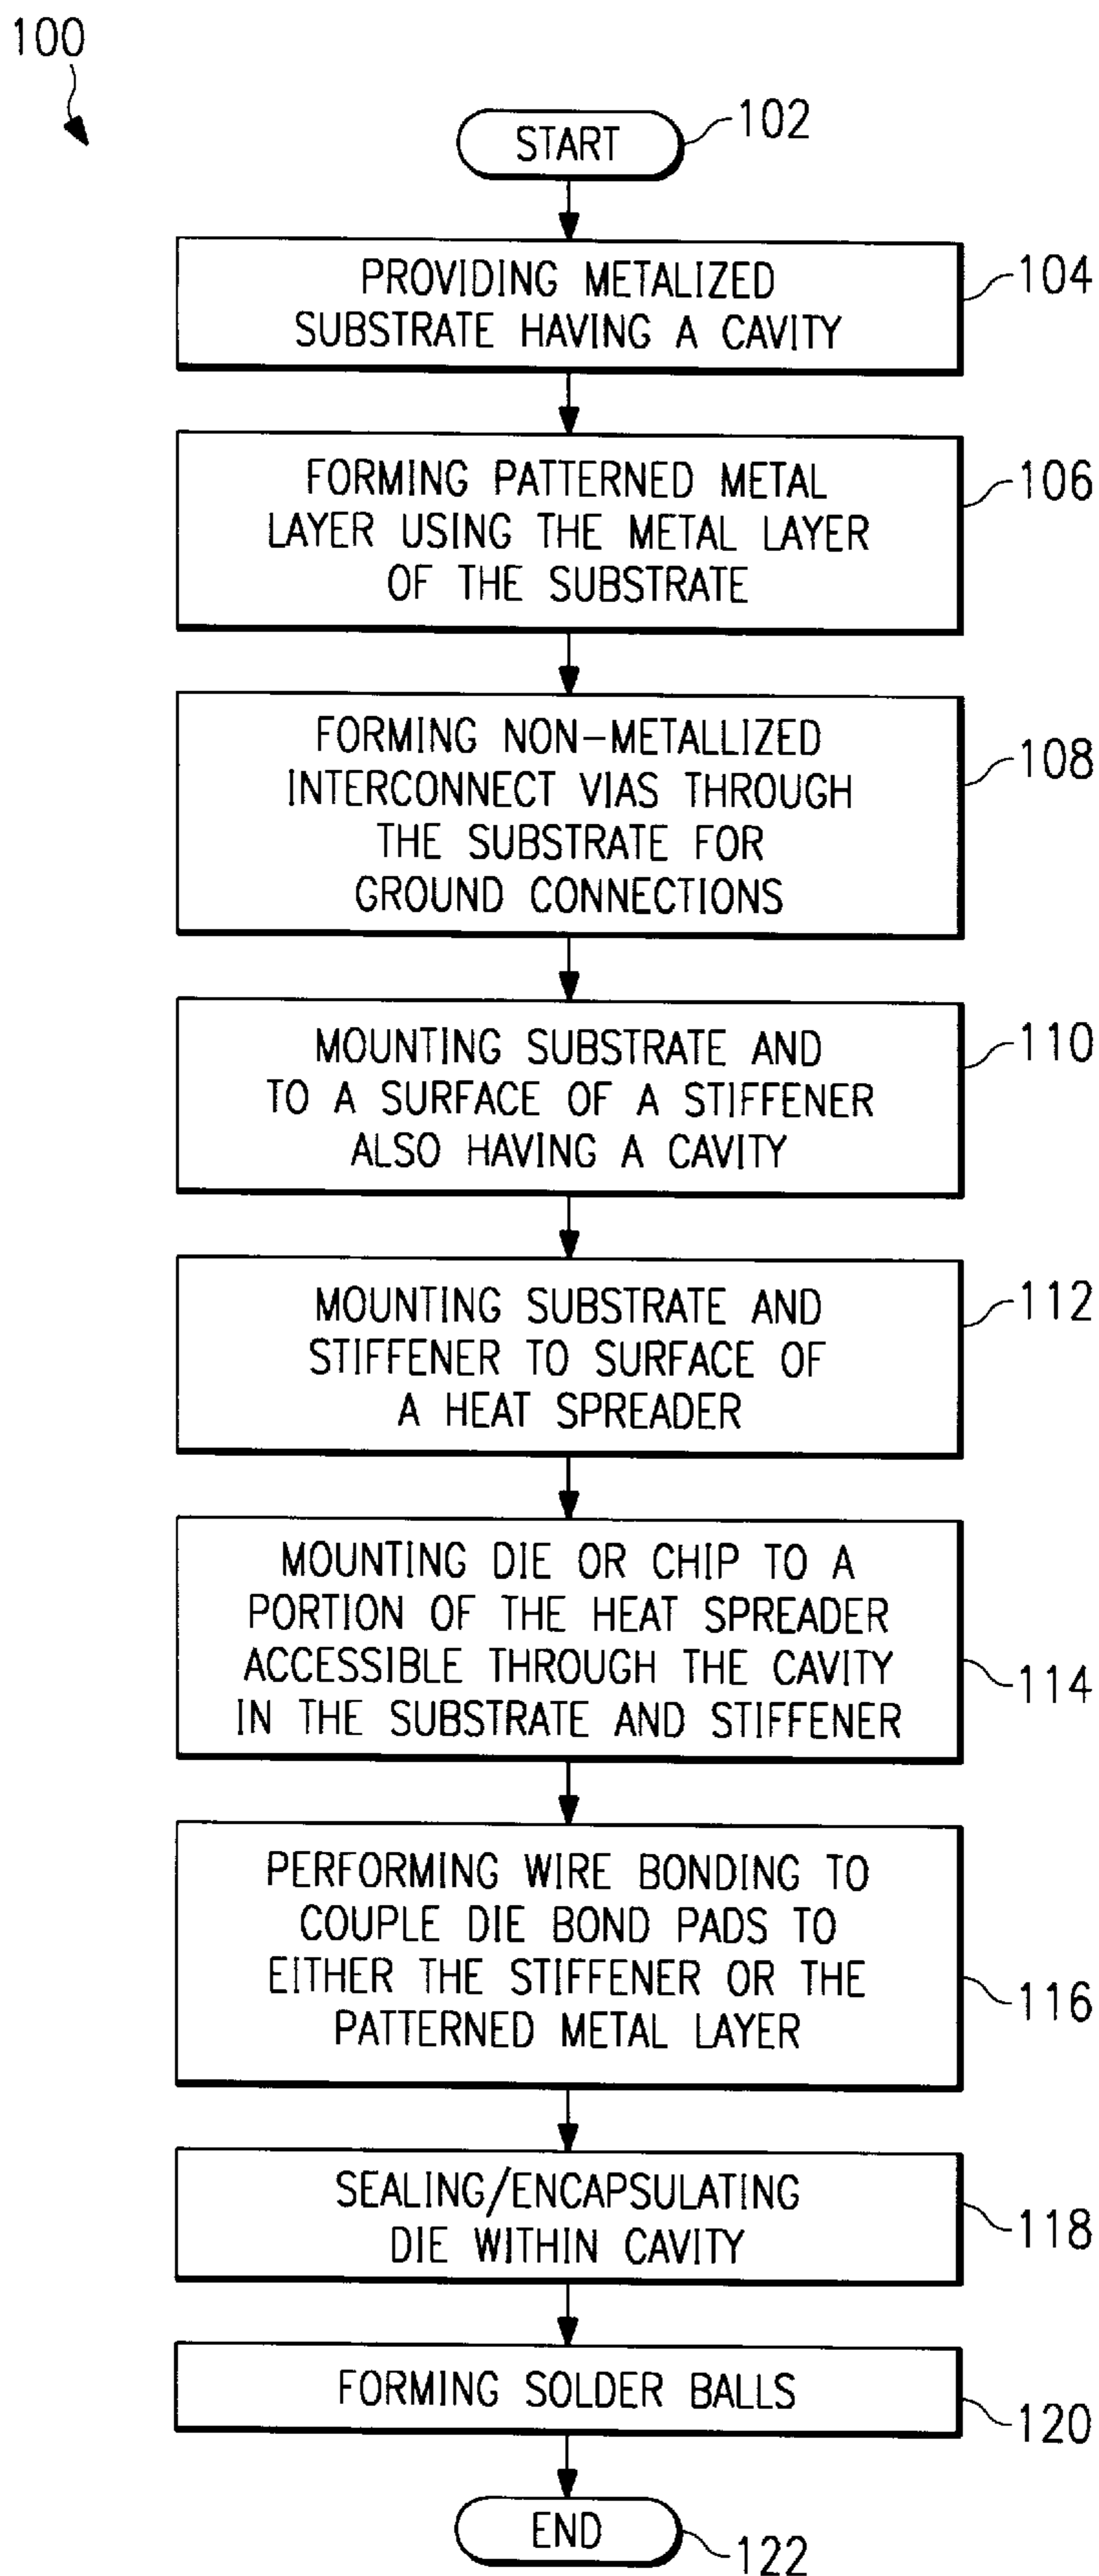 100
START
102
PROVIDING METALIZED
SUBSTRATE HAVING A CAVITY
104
FORMING PATTERNED METAL
LAYER USING THE METAL LAYER
OF THE SUBSTRATE
106
FORMING NON-METALLIZED
INTERCONNECT VIAS THROUGH
THE SUBSTRATE FOR
GROUND CONNECTIONS
108
MOUNTING SUBSTRATE AND
TO A SURFACE OF A STIFFENER
ALSO HAVING A CAVITY
110
MOUNTING SUBSTRATE AND
STIFFENER TO SURFACE OF
A HEAT SPREADER
112
MOUNTING DIE OR CHIP TO A
PORTION OF THE HEAT SPREADER
ACCESSIBLE THROUGH THE CAVITY
IN THE SUBSTRATE AND STIFFENER
114
PERFORMING WIRE BONDING TO
COUPLE DIE BOND PADS TO
EITHER THE STIFFENER OR THE
PATTERNED METAL LAYER
116
SEALING/ENCAPSULATING
DIE WITHIN CAVITY
118
FORMING SOLDER BALLS
120
END
122